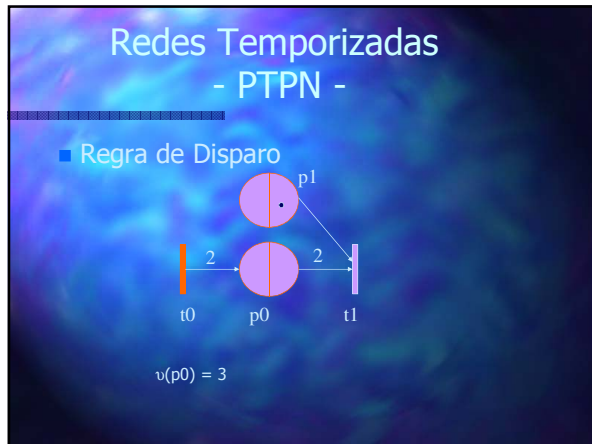 Redes Temporizadas
- PTPN -
Regra de Disparo
p1
2 2
t0 p0 t1
υ(p0) = 3